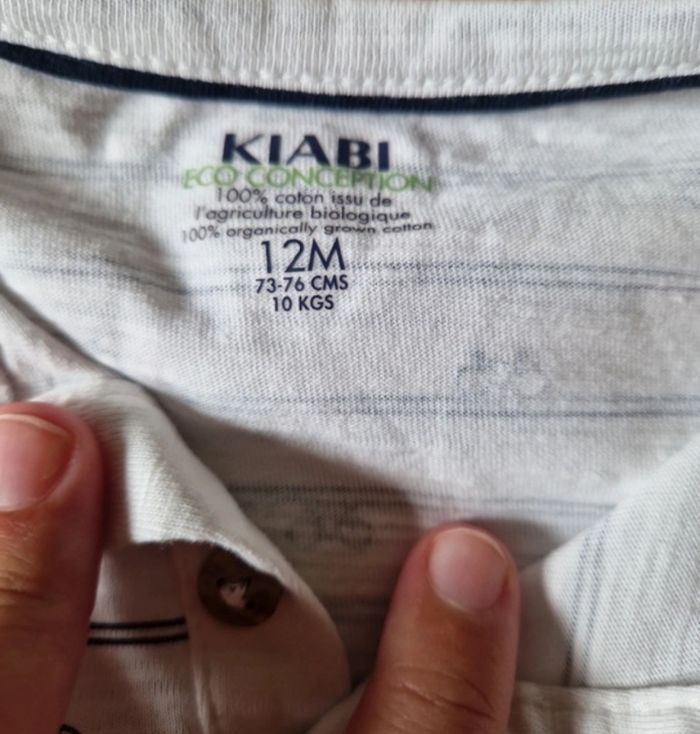 KIABI
ECO CONCEPTION
100% coton issu de
l'agriculture biologique
100% organically grown cotton
12M
73-76 CMS
10 KGS